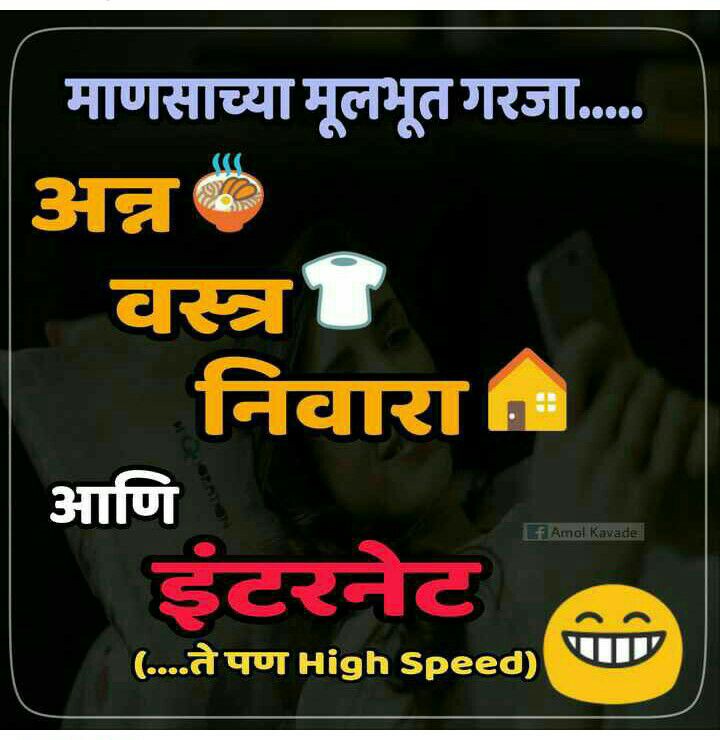 माणसाच्या मूलभूत गरजा.....
अन्न
वस्त्र
निवारा
आणि
f Amol Kavade
इंटरनेट
(....ते पण High Speed)